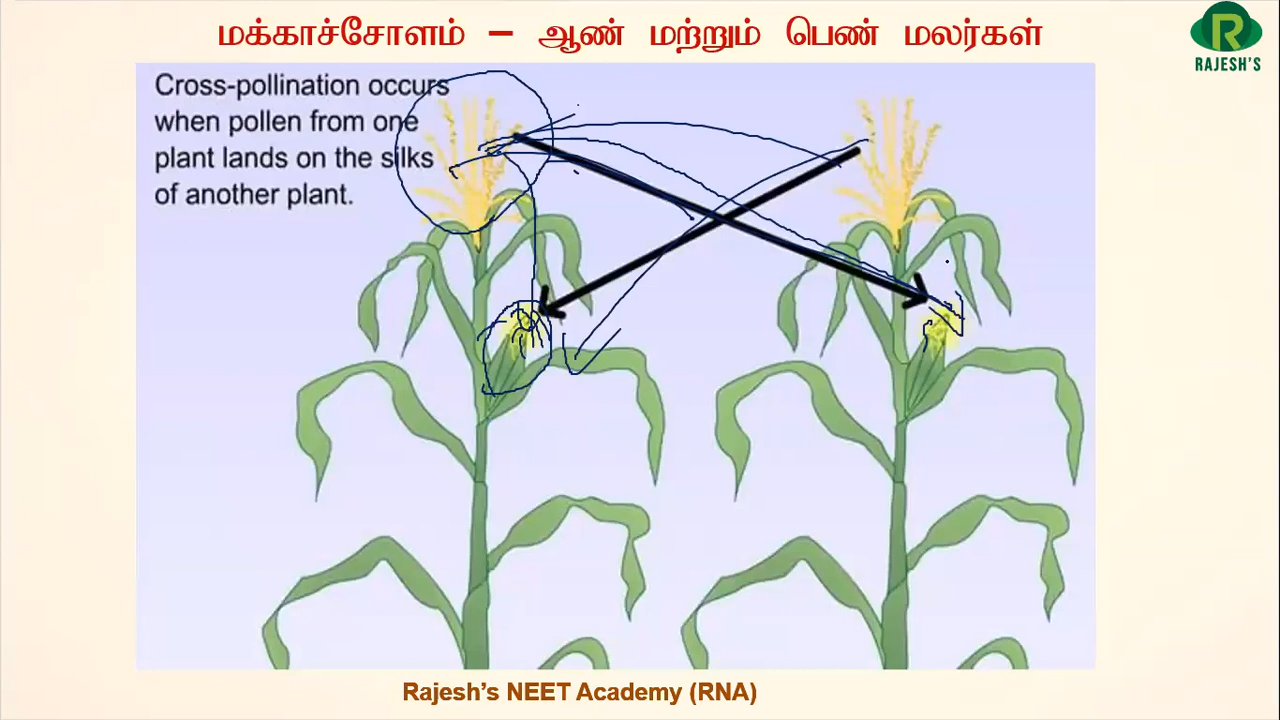 மக்காச்சோளம் – ஆண் மற்றும் பெண் மலர்கள்
R
RAJESH'S
Cross-pollination occurs
when pollen from one
plant lands on the silks
of another plant.
Rajesh's NEET Academy (RNA)